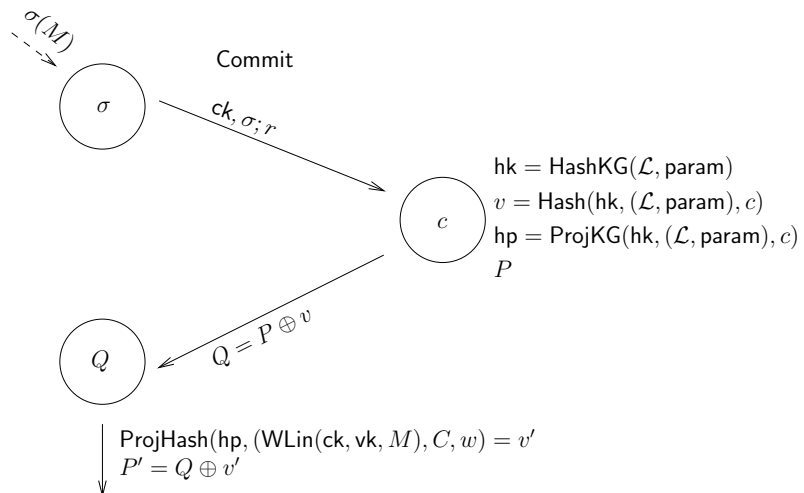 σ(M)
Commit
σ
ck, σ; r
hk = HashKG(ℒ, param)
v = Hash(hk, (ℒ, param), c)
c
hp = ProjKG(hk, (ℒ, param), c)
P
Q = P ⊕ v
Q
ProjHash(hp, (WLin(ck, vk, M), C, w) = v′
P′ = Q ⊕ v′